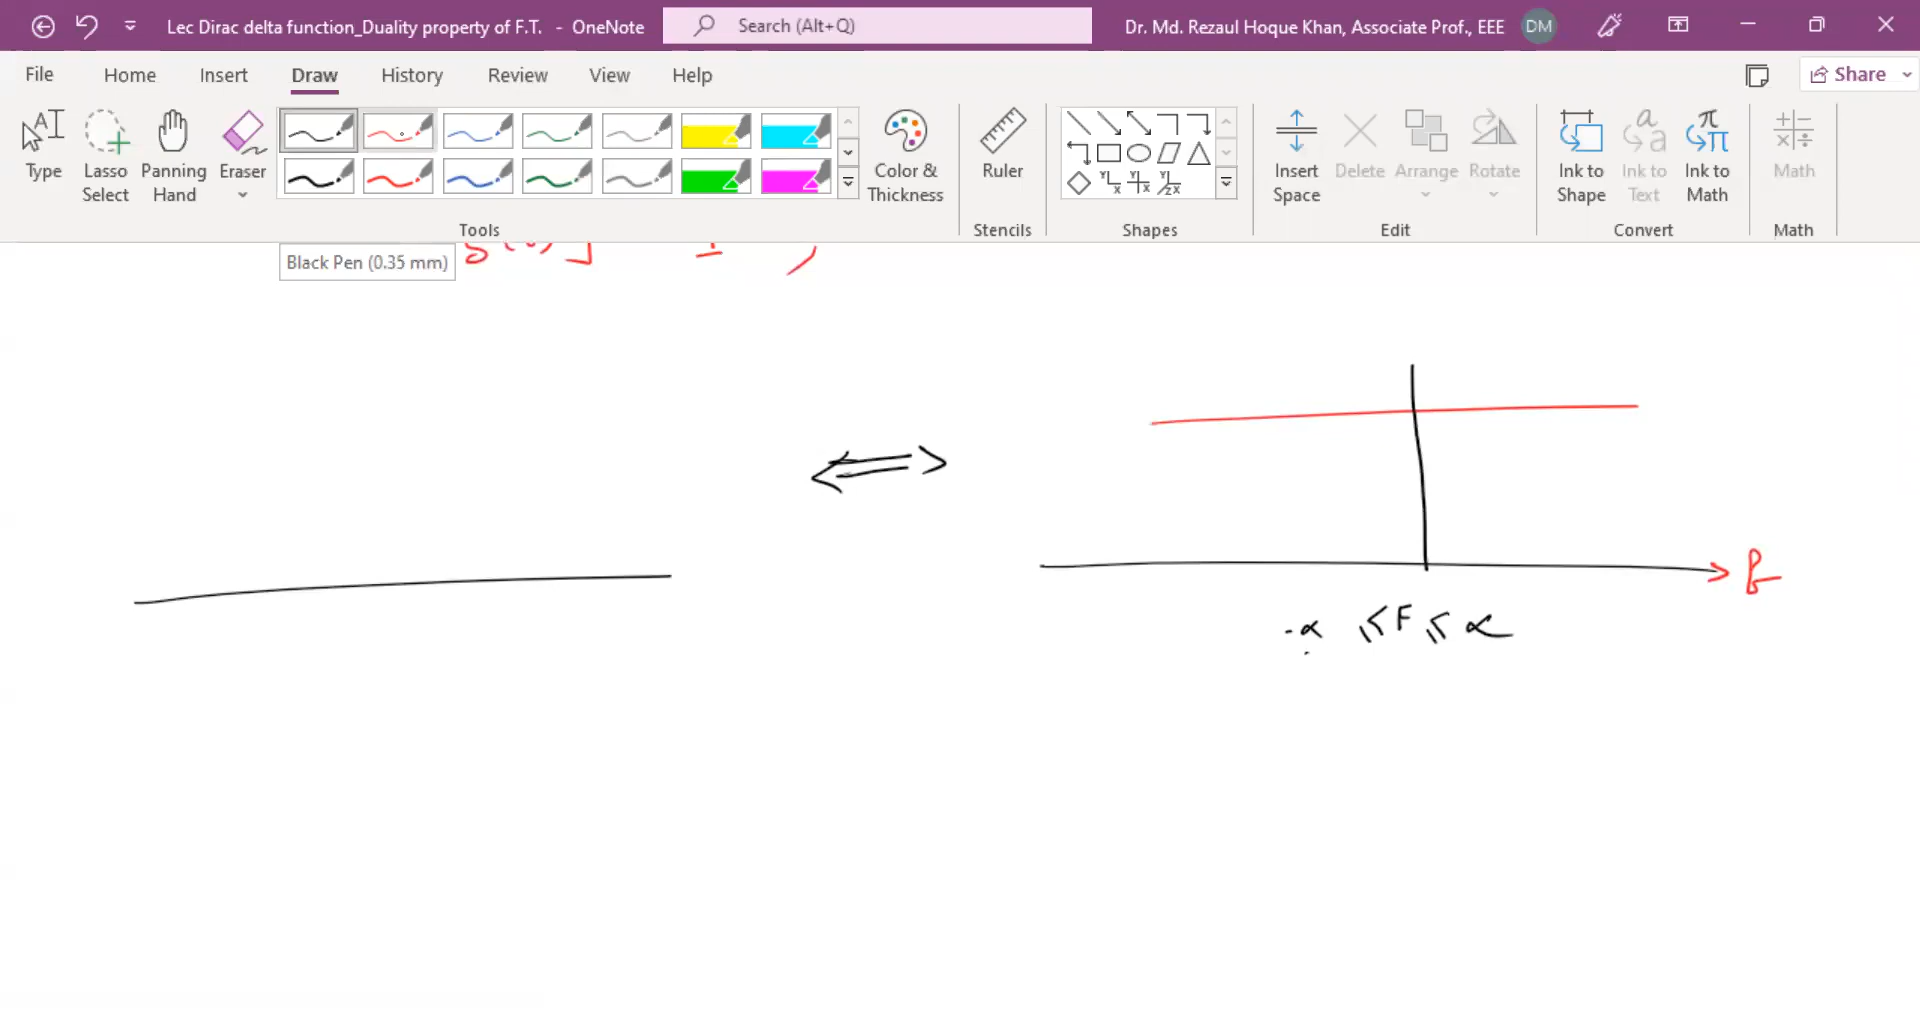 Lec Dirac delta function_Duality property of F.T. - OneNote
Search (Alt+Q)
Dr. Md. Rezaul Hoque Khan, Associate Prof., EEE
DM
File Home Insert Draw History Review View Help
Share
Type
Lasso Select
Panning Hand
Eraser
Color & Thickness
Ruler
Insert Space
Delete
Arrange
Rotate
Ink to Shape
Ink to Text
Ink to Math
Math
Tools
Stencils
Shapes
Edit
Convert
Math
Black Pen (0.35 mm)
-∝ ≤ F ≤ ∝